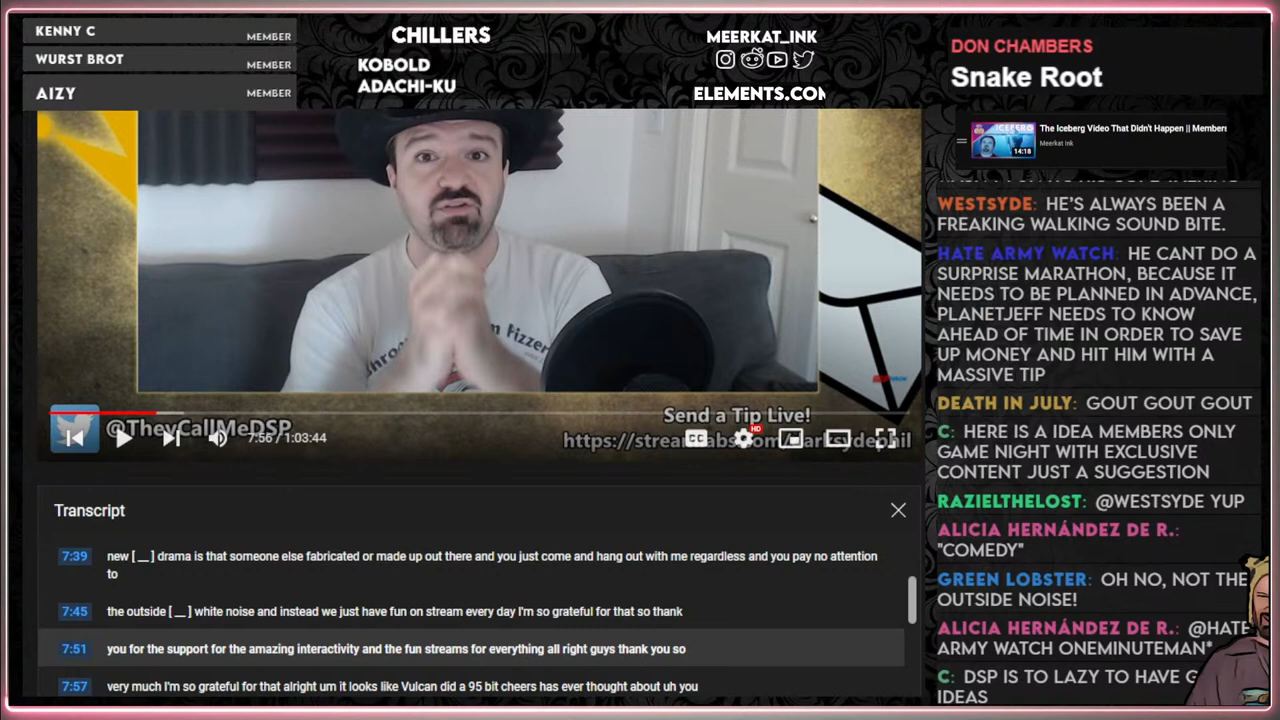 KENNY C
MEMBER
WURST BROT
MEMBER
AIZY
MEMBER
CHILLERS
KOBOLD
ADACHI-KU
MEERKAT_INK
ELEMENTS.COM
DON CHAMBERS
Snake Root
The Iceberg Video That Didn't Happen || Members
Meerkat Ink
14:18
WESTSYDE: HE'S ALWAYS BEEN A
FREAKING WALKING SOUND BITE.
HATE ARMY WATCH: HE CANT DO A
SURPRISE MARATHON, BECAUSE IT
NEEDS TO BE PLANNED IN ADVANCE,
PLANETJEFF NEEDS TO KNOW
AHEAD OF TIME IN ORDER TO SAVE
UP MONEY AND HIT HIM WITH A
MASSIVE TIP
DEATH IN JULY: GOUT GOUT GOUT
C: HERE IS A IDEA MEMBERS ONLY
GAME NIGHT WITH EXCLUSIVE
CONTENT JUST A SUGGESTION
RAZIELTHELOST: @WESTSYDE YUP
ALICIA HERNÁNDEZ DE R.:
"COMEDY"
GREEN LOBSTER: OH NO, NOT THE
OUTSIDE NOISE!
ALICIA HERNÁNDEZ DE R.: @HATE
ARMY WATCH ONEMINUTEMAN*
C: DSP IS TO LAZY TO HAVE G
IDEAS
@TheyCallMeDSP
7:56 / 1:03:44
Send a Tip Live!
CC
HD
Transcript
7:39 new [ __ ] drama is that someone else fabricated or made up out there and you just come and hang out with me regardless and you pay no attention
to
7:45 the outside [ __ ] white noise and instead we just have fun on stream every day I'm so grateful for that so thank
7:51 you for the support for the amazing interactivity and the fun streams for everything all right guys thank you so
7:57 very much I'm so grateful for that alright um it looks like Vulcan did a 95 bit cheers has ever thought about uh you